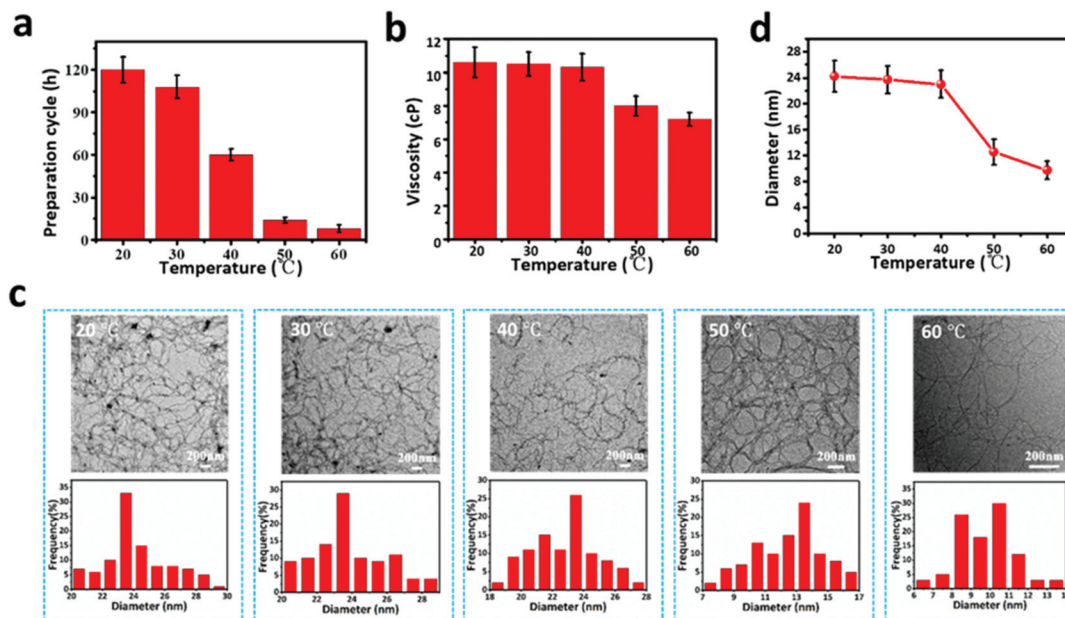 a
Preparation cycle (h)
120
90
60
30
0
20 30 40 50 60
Temperature (℃)
b
Viscosity (cP)
12
10
8
6
4
2
0
20 30 40 50 60
Temperature (℃)
d
Diameter (nm)
28
24
20
16
12
8
4
0
20 30 40 50 60
Temperature (℃)
c
20 °C
200nm
30 °C
200nm
40 °C
200nm
50 °C
200nm
60 °C
200nm
Frequency(%)
35
30
25
20
15
10
5
0
20 22 24 26 28 30
Diameter (nm)
Frequency(%)
30
25
20
15
10
5
0
20 22 24 26 28
Diameter (nm)
Frequency(%)
30
25
20
15
10
5
0
18 20 22 24 26 28
Diameter (nm)
Frequency(%)
30
25
20
15
10
5
0
7 9 11 13 15 17
Diameter (nm)
Frequency(%)
35
30
25
20
15
10
5
0
6 7 8 9 10 11 12 13
Diameter (nm)